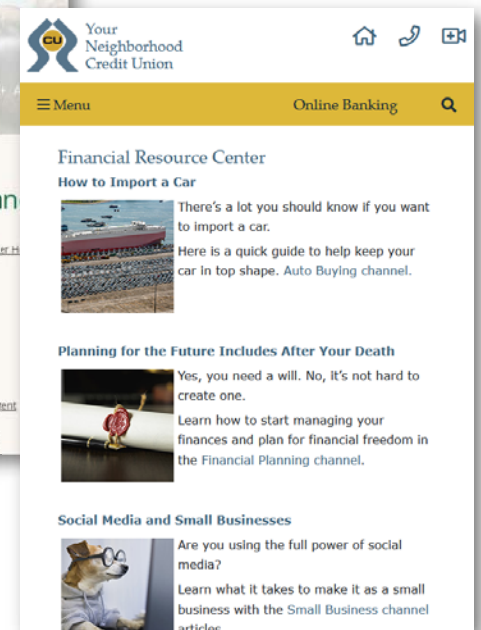 CU
Your
Neighborhood
Credit Union
Menu
Online Banking
Financial Resource Center
How to Import a Car
There's a lot you should know if you want
to import a car.
Here is a quick guide to help keep your
car in top shape. Auto Buying channel.
Planning for the Future Includes After Your Death
Yes, you need a will. No, it's not hard to
create one.
Learn how to start managing your
finances and plan for financial freedom in
the Financial Planning channel.
Social Media and Small Businesses
Are you using the full power of social
media?
Learn what it takes to make it as a small
business with the Small Business channel
articles